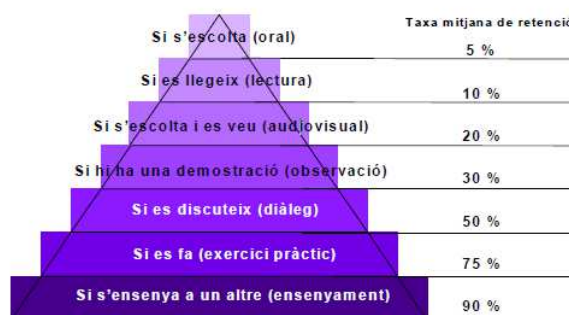 Taxa mitjana de retenció
Si s'escolta (oral)
5 %
Si es llegeix (lectura)
10 %
Si s'escolta i es veu (audiovisual)
20 %
Si hi ha una demostració (observació)
30 %
Si es discuteix (diàleg)
50 %
Si es fa (exercici pràctic)
75 %
Si s'ensenya a un altre (ensenyament)
90 %